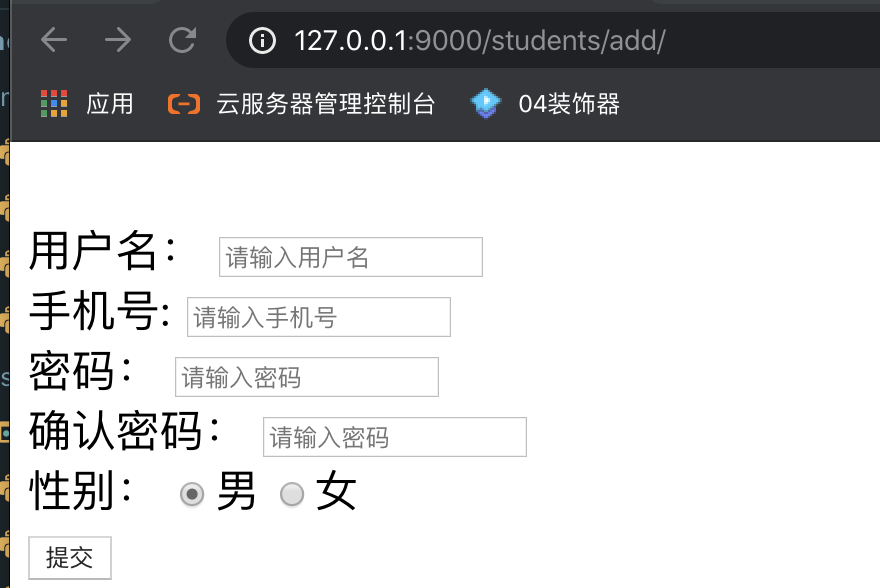 127.0.0.1:9000/students/add/
应用 云服务器管理控制台 04装饰器
用户名： 请输入用户名
手机号: 请输入手机号
密码： 请输入密码
确认密码： 请输入密码
性别： 男 女
提交